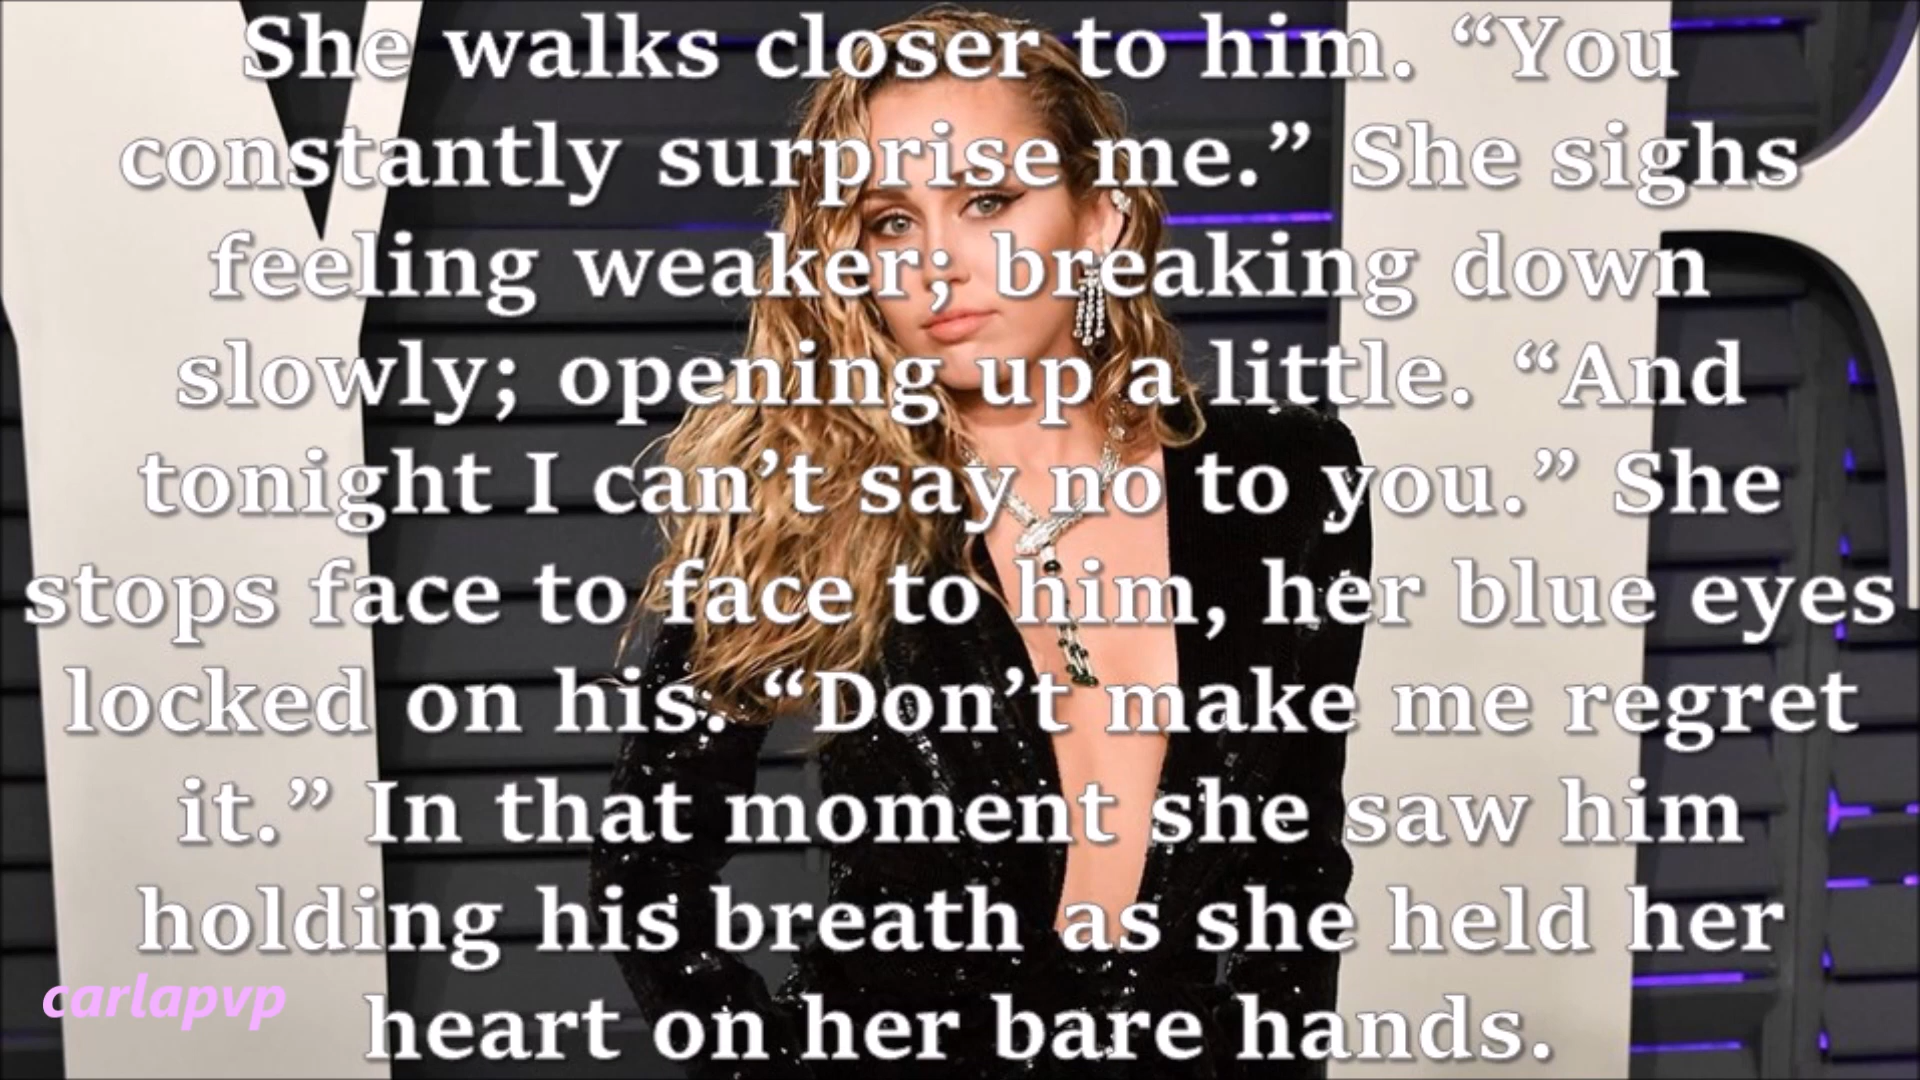 She walks closer to him. “You
constantly surprise me.” She sighs
feeling weaker; breaking down
slowly; opening up a little. “And
tonight I can’t say no to you.” She
stops face to face to him, her blue eyes
locked on his. “Don’t make me regret
it.” In that moment she saw him
holding his breath as she held her
heart on her bare hands.
carlapvp